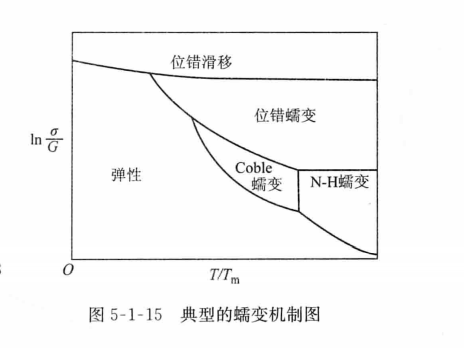 位错滑移
位错蠕变
ln σ/G
Coble
蠕变
N-H蠕变
弹性
O
T/Tm
图 5-1-15 典型的蠕变机制图